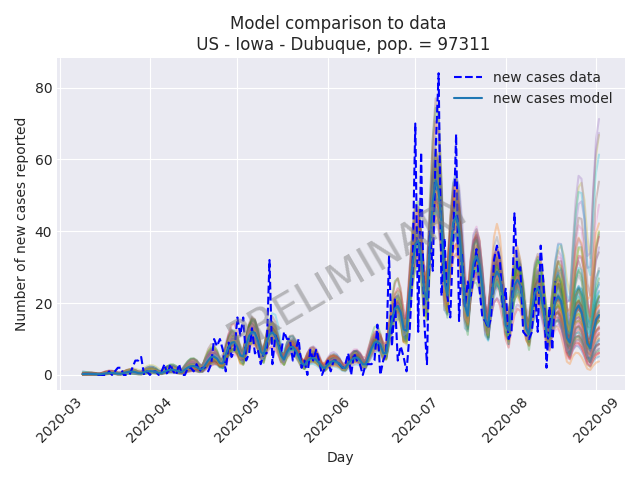 Model comparison to data
US - Iowa - Dubuque, pop. = 97311
new cases data
new cases model
PRELIMINARY
Number of new cases reported
80
60
40
20
0
2020-03
2020-04
2020-05
2020-06
2020-07
2020-08
2020-09
Day